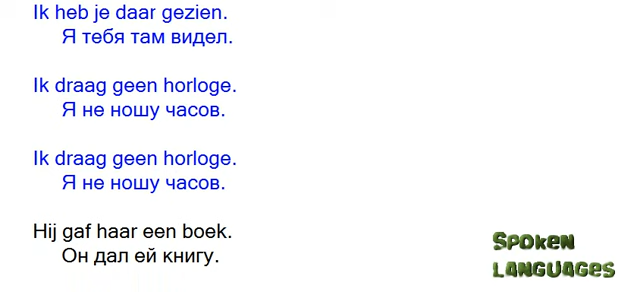 Ik heb je daar gezien.
Я тебя там видел.
Ik draag geen horloge.
Я не ношу часов.
Ik draag geen horloge.
Я не ношу часов.
Hij gaf haar een boek.
Он дал ей книгу.
SPOKEN
LANGUAGES